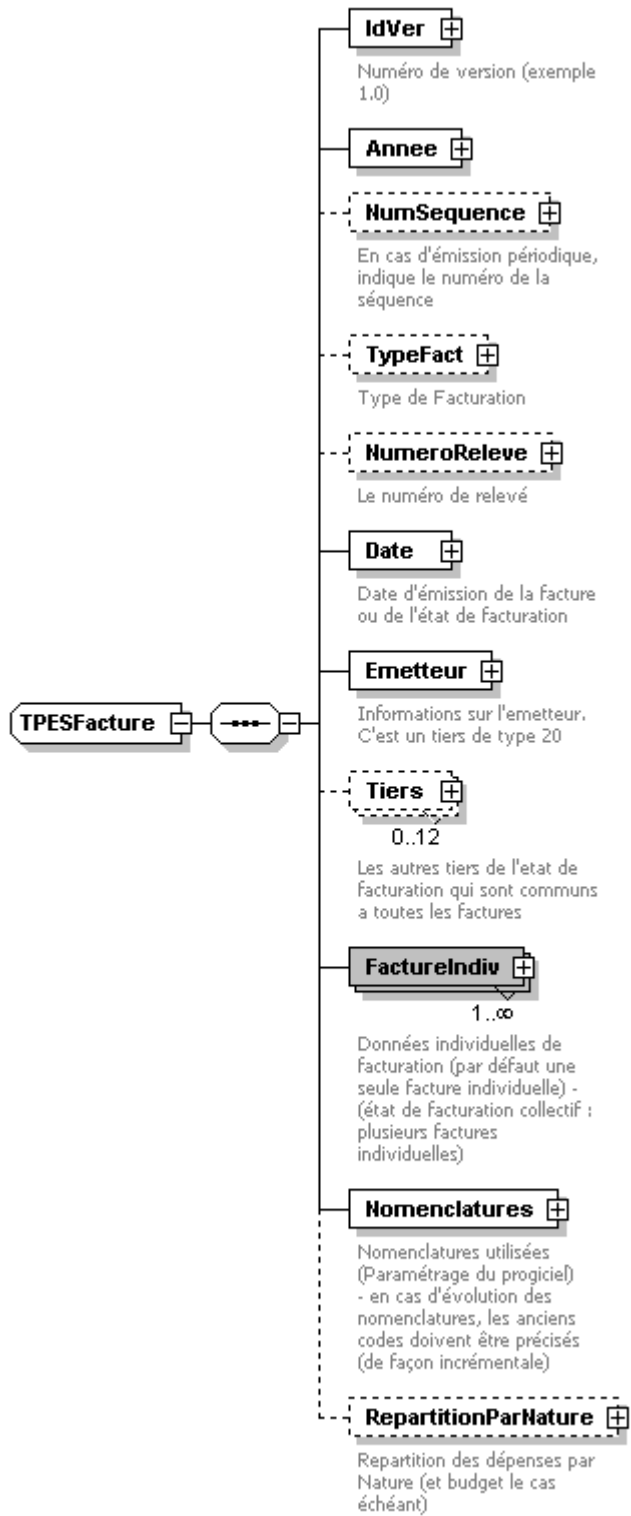 IdVer
Numéro de version (exemple
1.0)
Annee
NumSequence
En cas d'émission périodique,
indique le numéro de la
séquence
TypeFact
Type de Facturation
NumeroReleve
Le numéro de relevé
Date
Date d'émission de la facture
ou de l'état de facturation
Emetteur
Informations sur l'emetteur.
C'est un tiers de type 20
TPESFacture
Tiers
0..12
Les autres tiers de l'etat de
facturation qui sont communs
a toutes les factures
FactureIndiv
1..∞
Données individuelles de
facturation (par défaut une
seule facture individuelle) -
(état de facturation collectif :
plusieurs factures
individuelles)
Nomenclatures
Nomenclatures utilisées
(Paramétrage du progiciel)
- en cas d'évolution des
nomenclatures, les anciens
codes doivent être précisés
(de façon incrémentale)
RepartitionParNature
Repartition des dépenses par
Nature (et budget le cas
échéant)